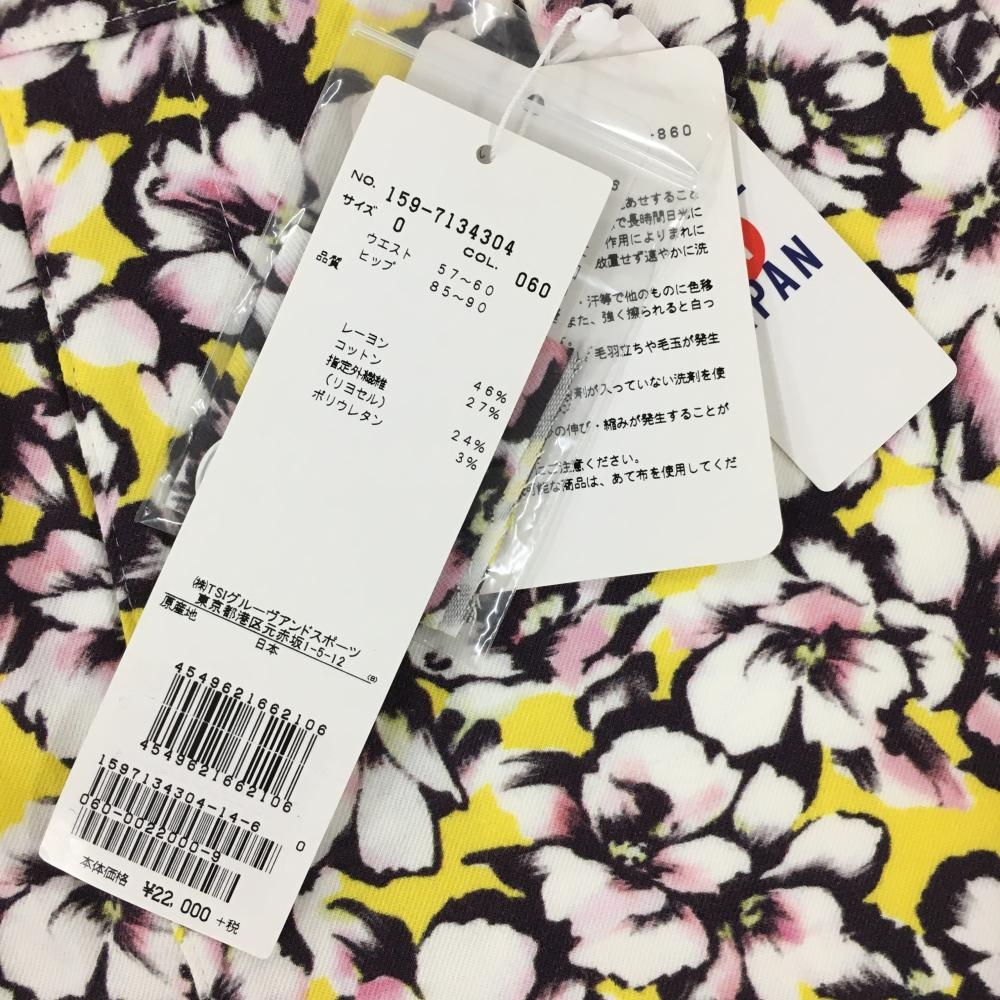 NO. 159-7134304
サイズ 0 COL. 060
ウエスト 57～60
ヒップ 85～90
品質
レーヨン 46%
コットン 27%
指定外繊維
(リヨセル) 24%
ポリウレタン 3%
㈱TSIグルーヴアンドスポーツ
東京都港区元赤坂1-5-12
原産地 日本 (B)
4549621662106
4549621662106
1597134304-14-6 0
060-0022000-9
本体価格 ¥22,000 +税
-860
あせすること
で長時間日光に
作用によりまれに
放置せず速やかに洗
・汗等で他のものに色移
また、強く擦られると白っ
毛羽立ちや毛玉が発生
剤が入っていない洗剤を使
の伸び・縮みが発生することが
ご注意ください。
可能な商品は、あて布を使用してくだ
PAN